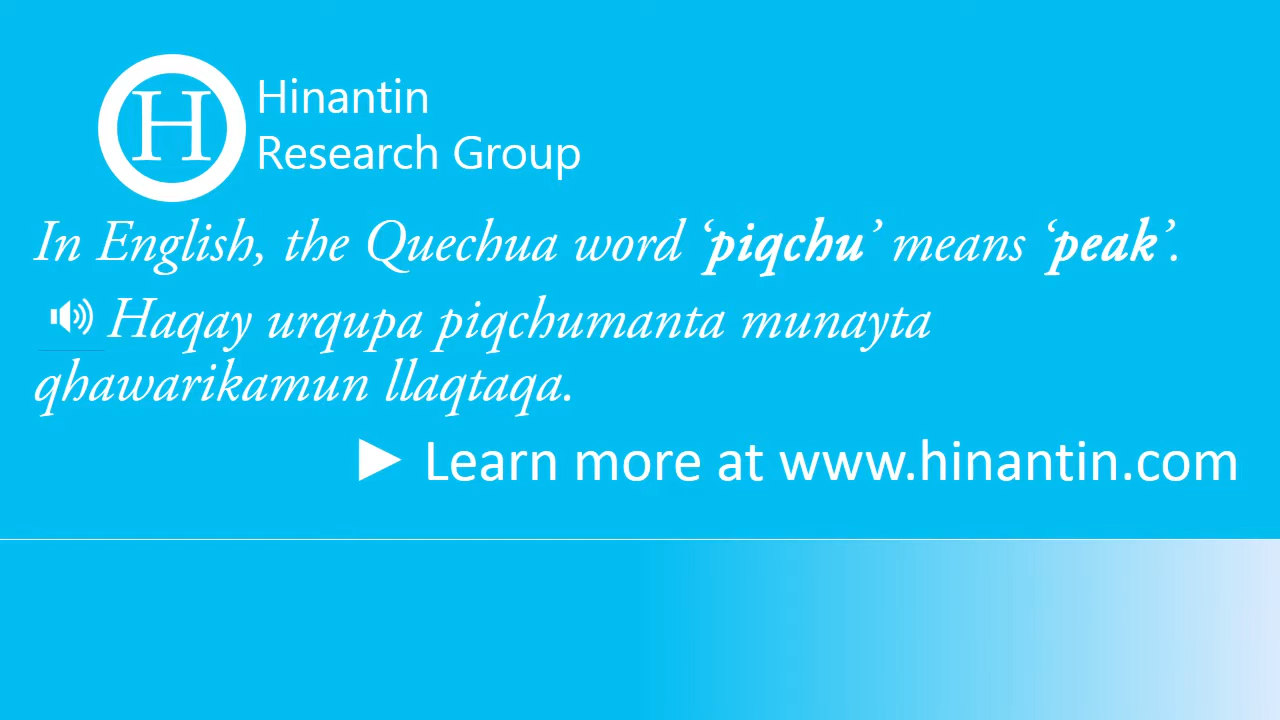 H
Hinantin
Research Group
In English, the Quechua word ‘piqchu’ means ‘peak’.
Haqay urqupa piqchumanta munayta
qhawarikamun llaqtaqa.
► Learn more at www.hinantin.com